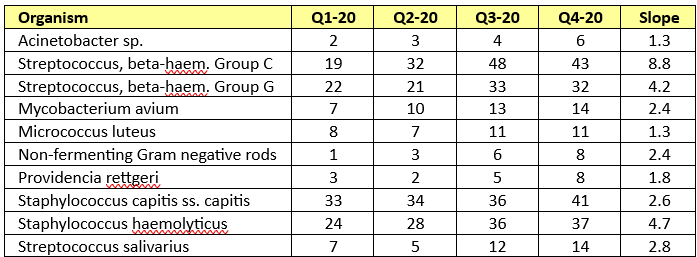 Organism Q1-20 Q2-20 Q3-20 Q4-20 Slope
Acinetobacter sp. 2 3 4 6 1.3
Streptococcus, beta-haem. Group C 19 32 48 43 8.8
Streptococcus, beta-haem. Group G 22 21 33 32 4.2
Mycobacterium avium 7 10 13 14 2.4
Micrococcus luteus 8 7 11 11 1.3
Non-fermenting Gram negative rods 1 3 6 8 2.4
Providencia rettgeri 3 2 5 8 1.8
Staphylococcus capitis ss. capitis 33 34 36 41 2.6
Staphylococcus haemolyticus 24 28 36 37 4.7
Streptococcus salivarius 7 5 12 14 2.8